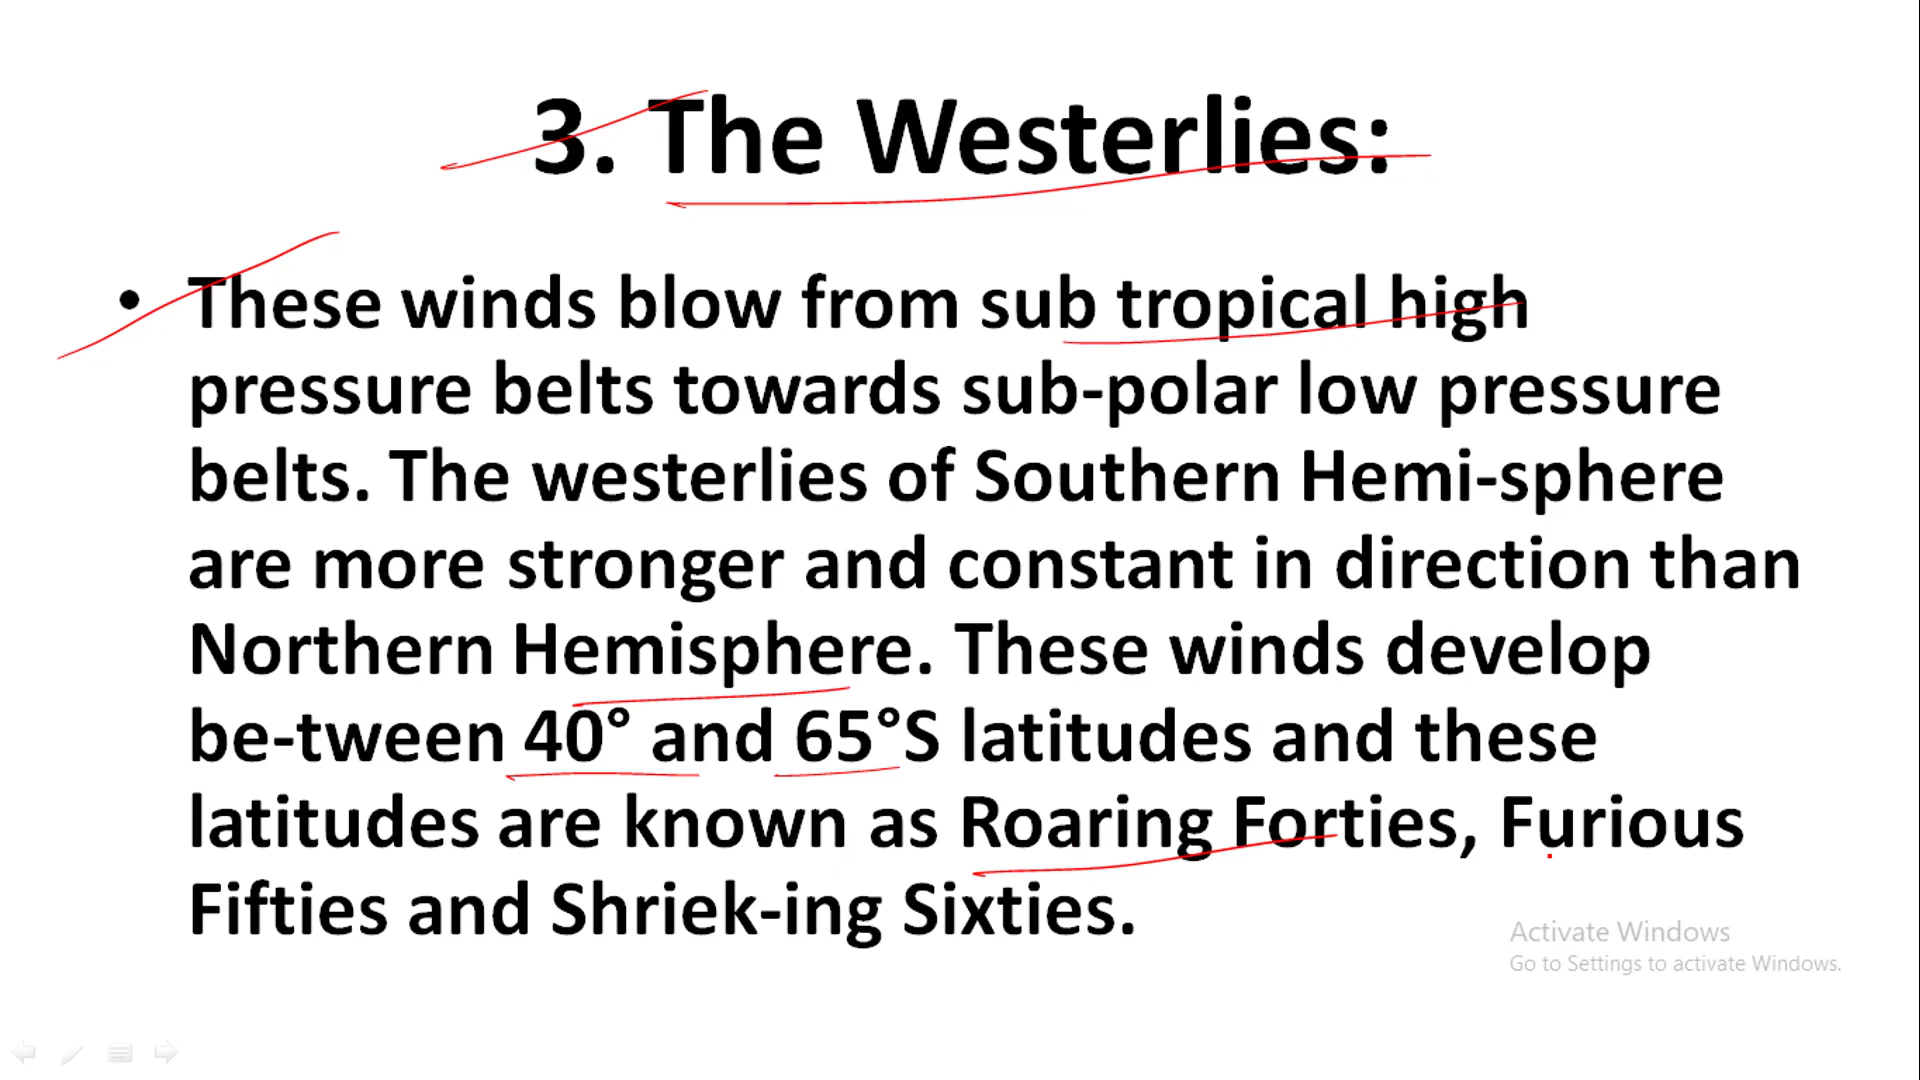 3. The Westerlies:
• These winds blow from sub tropical high
pressure belts towards sub-polar low pressure
belts. The westerlies of Southern Hemi-sphere
are more stronger and constant in direction than
Northern Hemisphere. These winds develop
be-tween 40° and 65°S latitudes and these
latitudes are known as Roaring Forties, Furious
Fifties and Shriek-ing Sixties.
Activate Windows
Go to Settings to activate Windows.